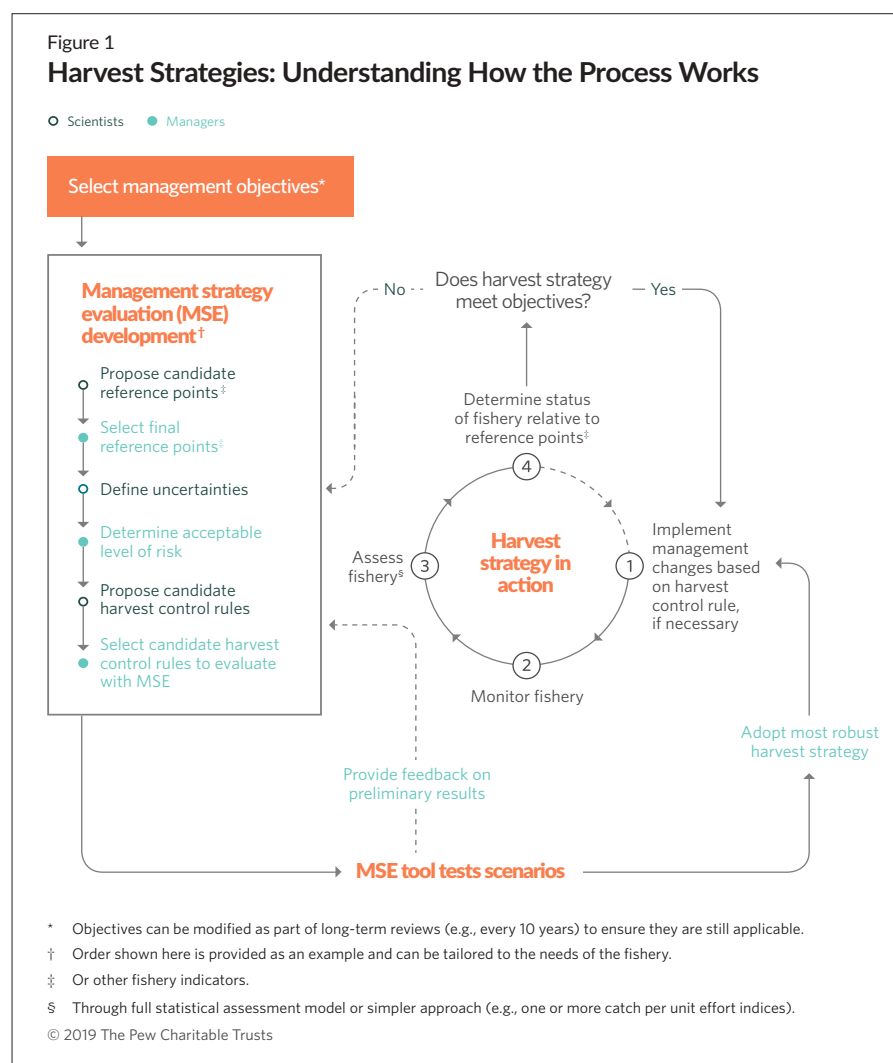 Figure 1
Harvest Strategies: Understanding How the Process Works
Scientists
Managers
Select management objectives*
Management strategy
evaluation (MSE)
development†
Propose candidate
reference points‡
Select final
reference points‡
Define uncertainties
Determine acceptable
level of risk
Propose candidate
harvest control rules
Select candidate harvest
control rules to evaluate
with MSE
No
Does harvest strategy
meet objectives?
Yes
Determine status
of fishery relative to
reference points‡
4
Harvest
strategy in
action
Assess
fishery§
3
1
Implement
management
changes based
on harvest
control rule,
if necessary
2
Monitor fishery
Provide feedback on
preliminary results
Adopt most robust
harvest strategy
MSE tool tests scenarios
* Objectives can be modified as part of long-term reviews (e.g., every 10 years) to ensure they are still applicable.
† Order shown here is provided as an example and can be tailored to the needs of the fishery.
‡ Or other fishery indicators.
§ Through full statistical assessment model or simpler approach (e.g., one or more catch per unit effort indices).
© 2019 The Pew Charitable Trusts